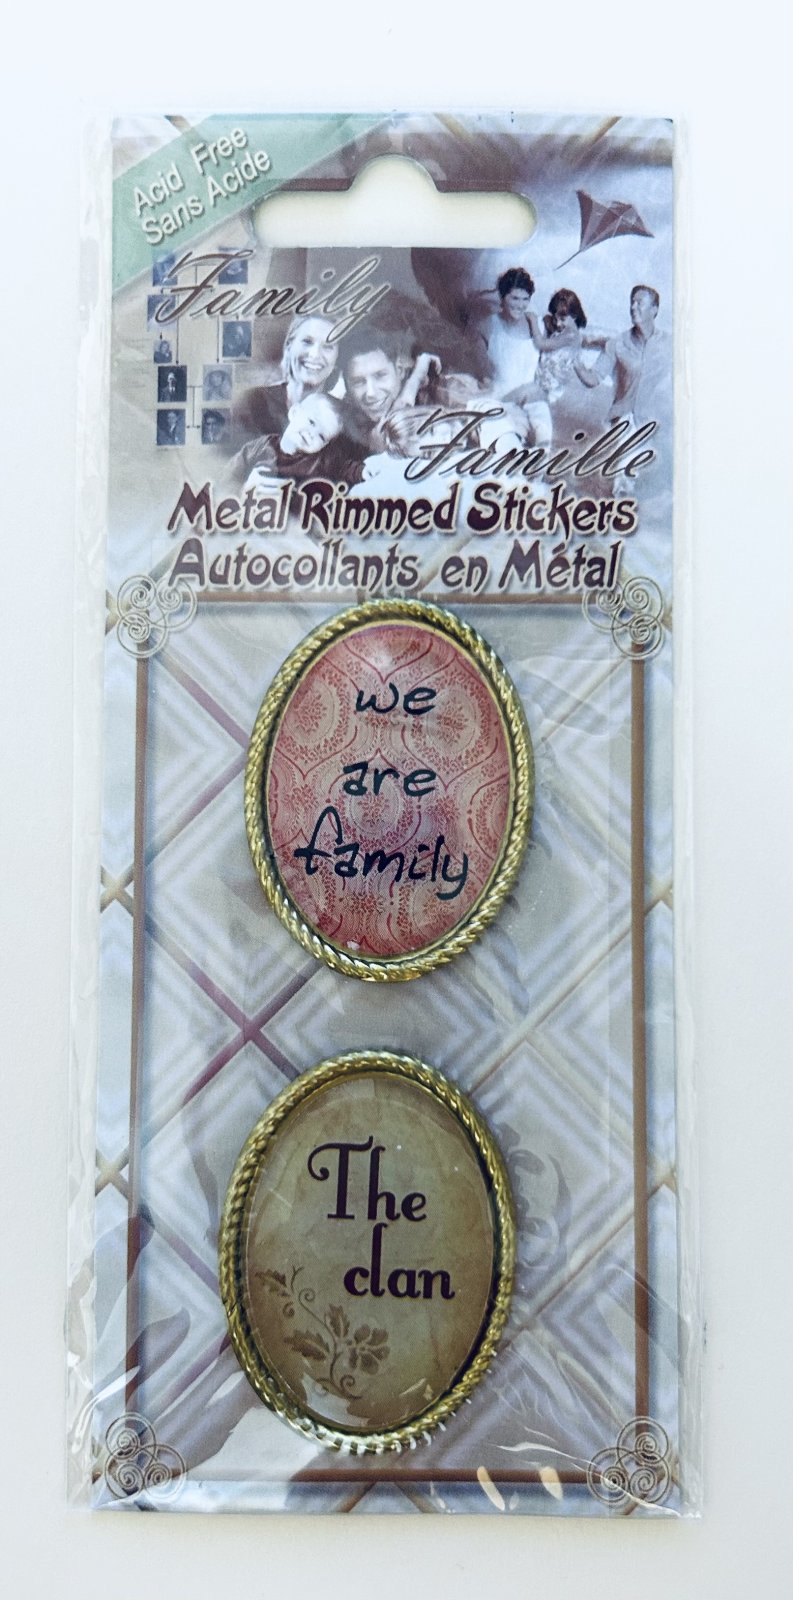 Acid Free
Sans Acide
Family
Famille
Metal Rimmed Stickers
Autocollants en Métal
we
are
family
The
clan